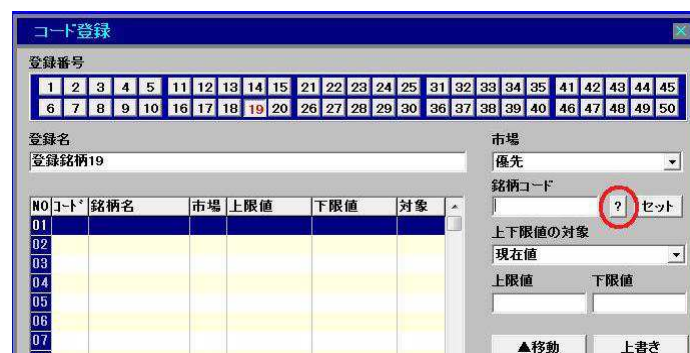 コード登録
登録番号
1 2 3 4 5 11 12 13 14 15 21 22 23 24 25 31 32 33 34 35 41 42 43 44 45
6 7 8 9 10 16 17 18 19 20 26 27 28 29 30 36 37 38 39 40 46 47 48 49 50
登録名
登録銘柄19
市場
優先
銘柄コード
? セット
上下限値の対象
現在値
上限値 下限値
▲移動 上書き
NO コード 銘柄名 市場 上限値 下限値 対象
01
02
03
04
05
06
07